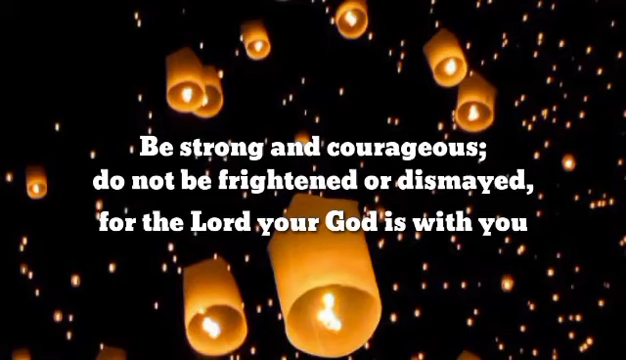 Be strong and courageous;
do not be frightened or dismayed,
for the Lord your God is with you